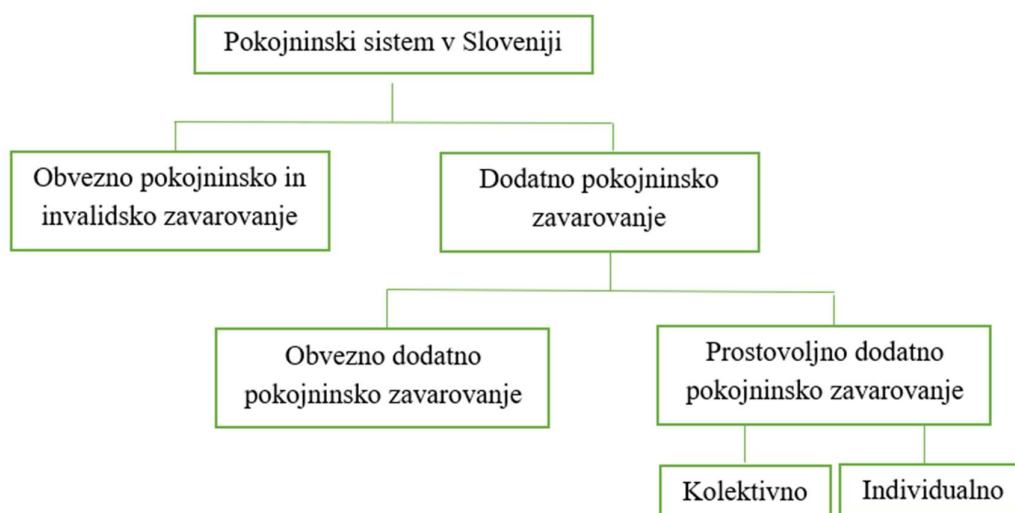 Pokojninski sistem v Sloveniji
Obvezno pokojninsko in
invalidsko zavarovanje
Dodatno pokojninsko
zavarovanje
Obvezno dodatno
pokojninsko zavarovanje
Prostovoljno dodatno
pokojninsko zavarovanje
Kolektivno
Individualno